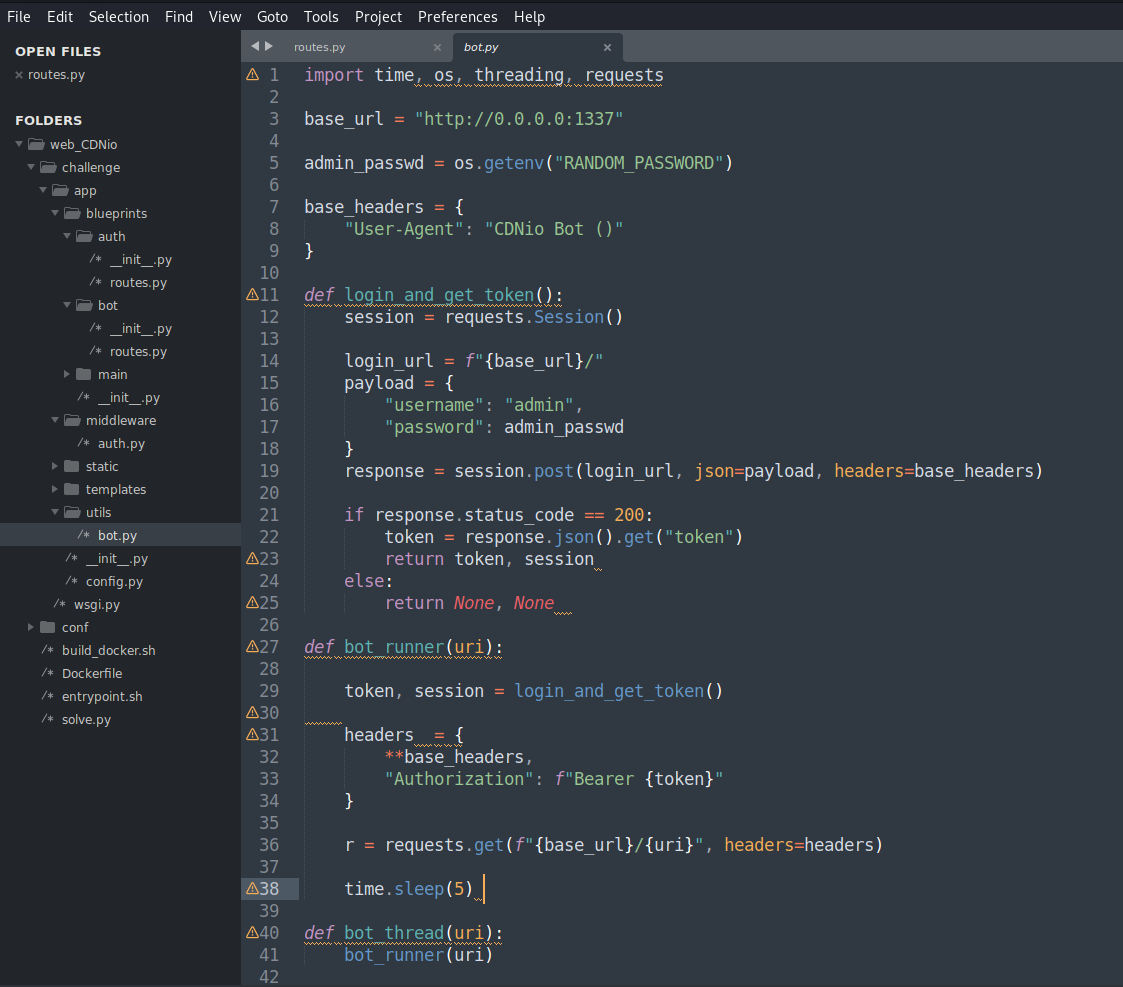 File Edit Selection Find View Goto Tools Project Preferences Help
OPEN FILES
routes.py
FOLDERS
web_CDNio
challenge
app
blueprints
auth
/* __init__.py
/* routes.py
bot
/* __init__.py
/* routes.py
main
/* __init__.py
middleware
/* auth.py
static
templates
utils
/* bot.py
/* __init__.py
/* config.py
/* wsgi.py
conf
/* build_docker.sh
/* Dockerfile
/* entrypoint.sh
/* solve.py
routes.py bot.py
1 import time, os, threading, requests
2
3 base_url = "http://0.0.0.0:1337"
4
5 admin_passwd = os.getenv("RANDOM_PASSWORD")
6
7 base_headers = {
8 "User-Agent": "CDNio Bot ()"
9 }
10
11 def login_and_get_token():
12 session = requests.Session()
13
14 login_url = f"{base_url}/"
15 payload = {
16 "username": "admin",
17 "password": admin_passwd
18 }
19 response = session.post(login_url, json=payload, headers=base_headers)
20
21 if response.status_code == 200:
22 token = response.json().get("token")
23 return token, session
24 else:
25 return None, None
26
27 def bot_runner(uri):
28
29 token, session = login_and_get_token()
30
31 headers  = {
32 **base_headers,
33 "Authorization": f"Bearer {token}"
34 }
35
36 r = requests.get(f"{base_url}/{uri}", headers=headers)
37
38 time.sleep(5)
39
40 def bot_thread(uri):
41 bot_runner(uri)
42